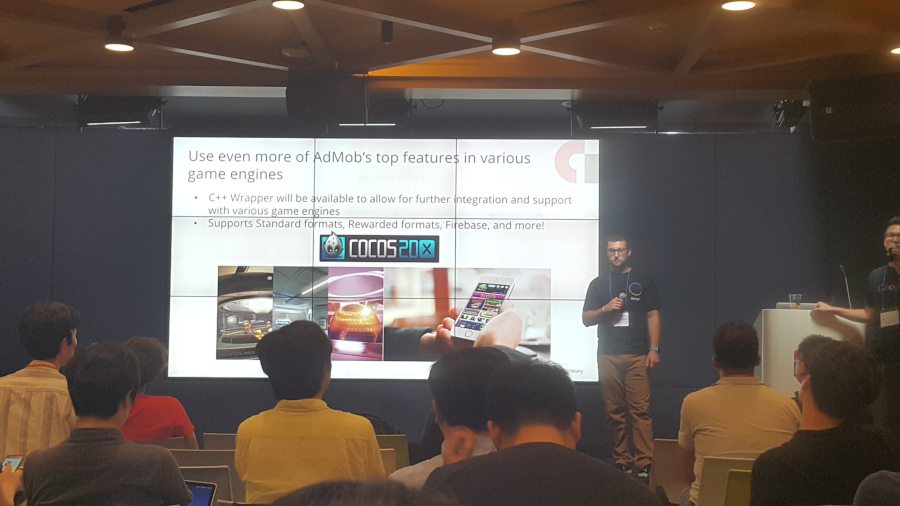 Use even more of AdMob's top features in various
game engines
• C++ Wrapper will be available to allow for further integration and support
with various game engines
• Supports Standard formats, Rewarded formats, Firebase, and more!
COCOS2DX